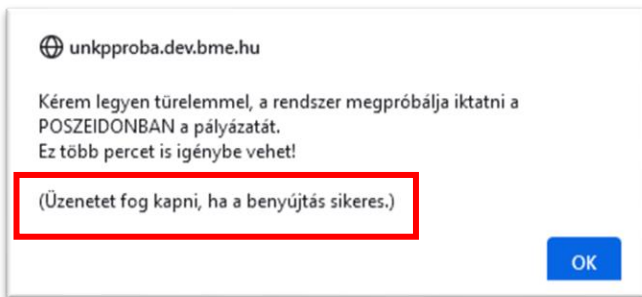 unkpproba.dev.bme.hu
Kérem legyen türelemmel, a rendszer megpróbálja iktatni a
POSZEIDONBAN a pályázatát.
Ez több percet is igénybe vehet!
(Üzenetet fog kapni, ha a benyújtás sikeres.)
OK